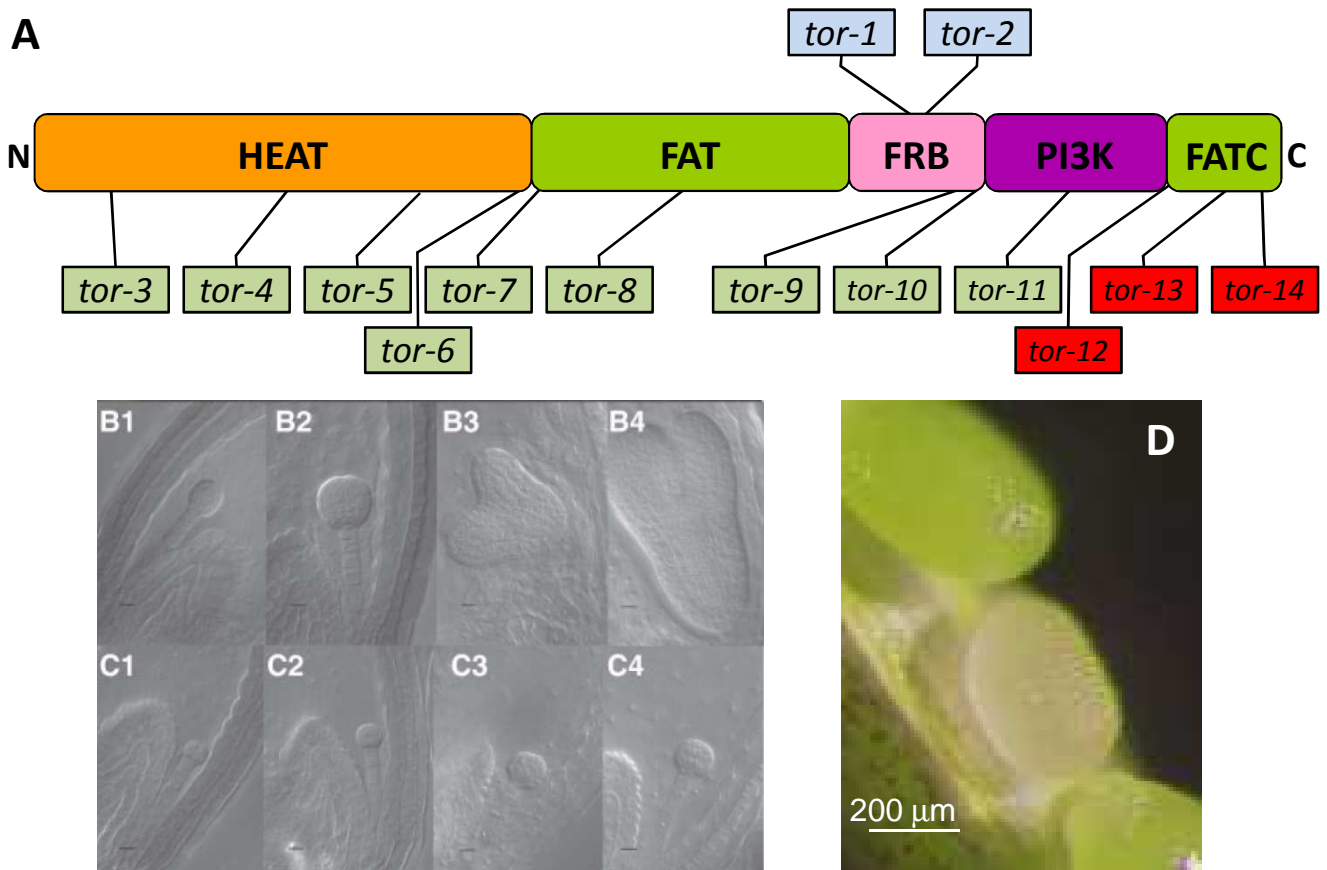 A
tor-1 tor-2
N HEAT FAT FRB PI3K FATC C
tor-3 tor-4 tor-5 tor-7 tor-8 tor-9 tor-10 tor-11 tor-13 tor-14
tor-6 tor-12
B1 B2 B3 B4
D
C1 C2 C3 C4
200 μm